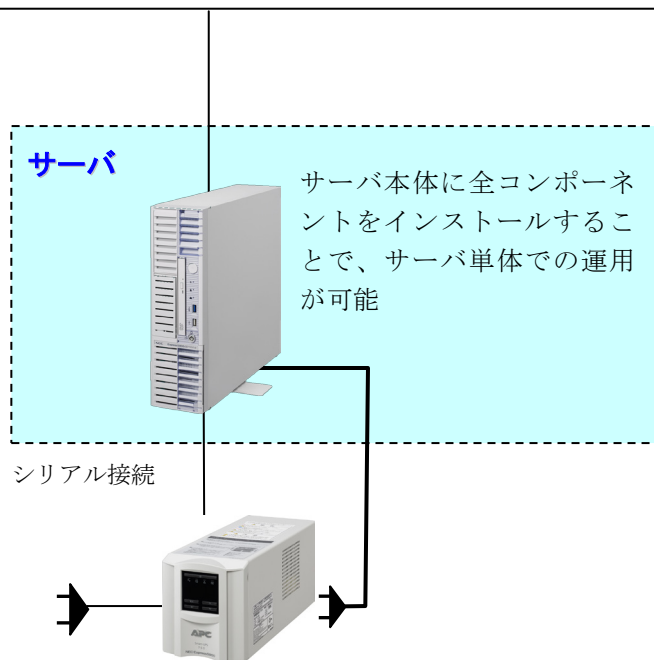 サーバ
サーバ本体に全コンポーネ
ントをインストールするこ
とで、サーバ単体での運用
が可能
シリアル接続
APC